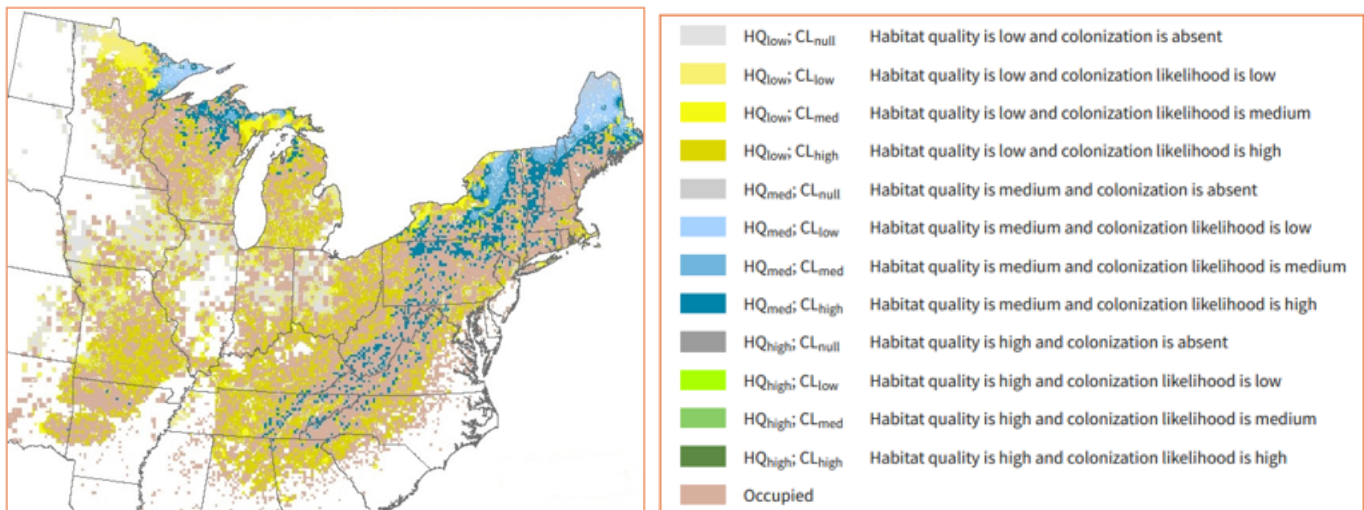 HQlow; CLnull Habitat quality is low and colonization is absent
HQlow; CLlow Habitat quality is low and colonization likelihood is low
HQlow; CLmed Habitat quality is low and colonization likelihood is medium
HQlow; CLhigh Habitat quality is low and colonization likelihood is high
HQmed; CLnull Habitat quality is medium and colonization is absent
HQmed; CLlow Habitat quality is medium and colonization likelihood is low
HQmed; CLmed Habitat quality is medium and colonization likelihood is medium
HQmed; CLhigh Habitat quality is medium and colonization likelihood is high
HQhigh; CLnull Habitat quality is high and colonization is absent
HQhigh; CLlow Habitat quality is high and colonization likelihood is low
HQhigh; CLmed Habitat quality is high and colonization likelihood is medium
HQhigh; CLhigh Habitat quality is high and colonization likelihood is high
Occupied